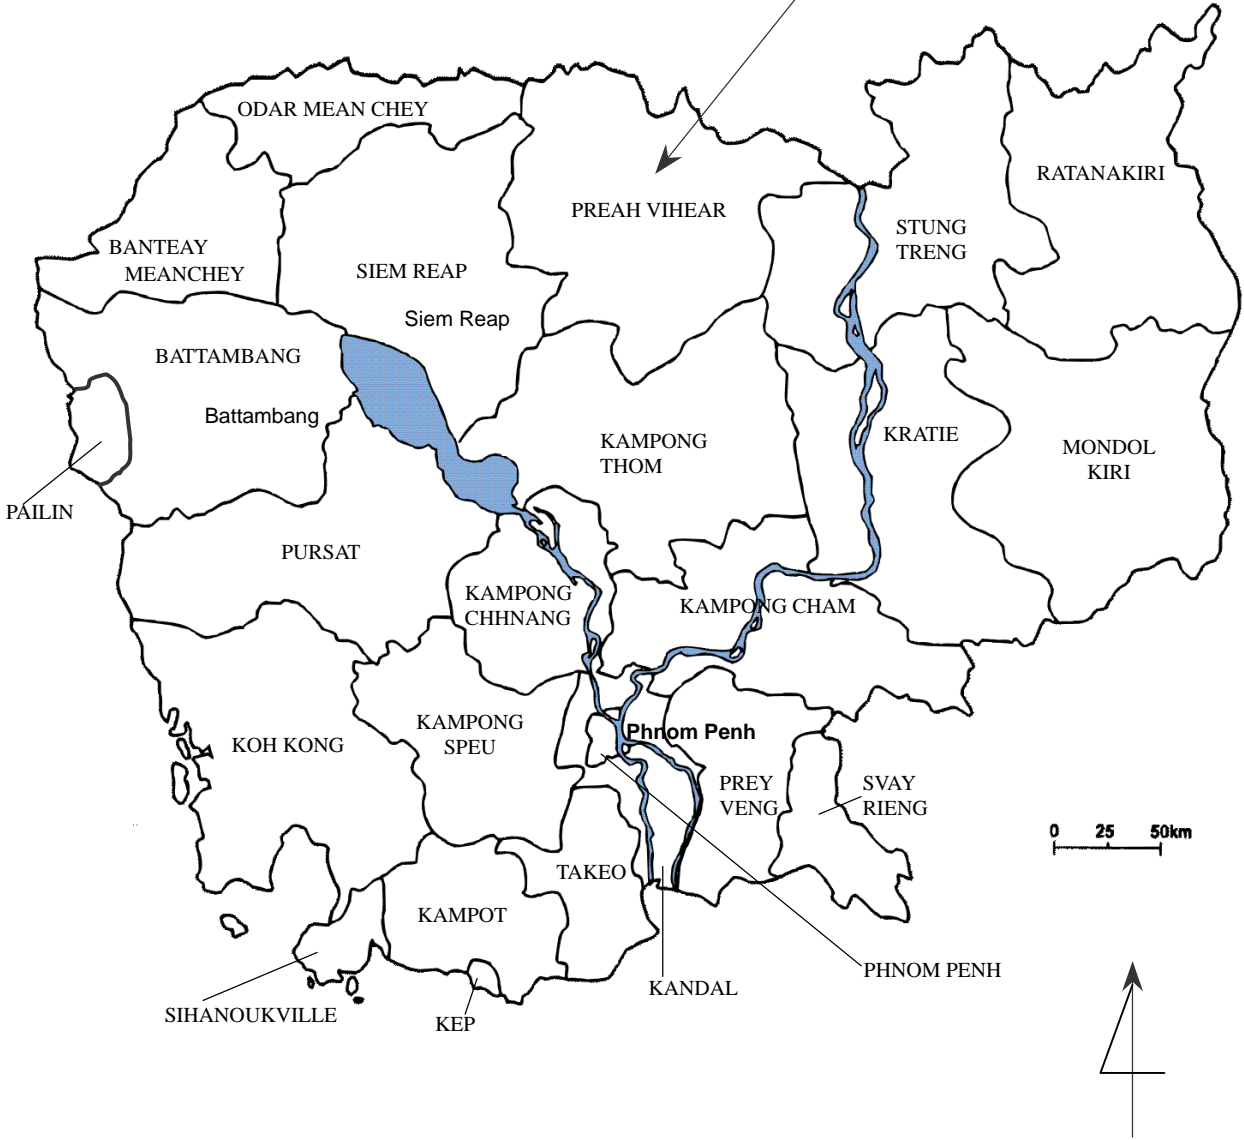 ODAR MEAN CHEY
RATANAKIRI
PREAH VIHEAR
STUNG
TRENG
BANTEAY
MEANCHEY
SIEM REAP
Siem Reap
BATTAMBANG
Battambang
KAMPONG
THOM
KRATIE
MONDOL
KIRI
PAILIN
PURSAT
KAMPONG
CHHNANG
KAMPONG CHAM
KAMPONG
SPEU
KOH KONG
Phnom Penh
PREY
VENG
SVAY
RIENG
0 25 50km
TAKEO
KAMPOT
PHNOM PENH
KANDAL
SIHANOUKVILLE
KEP